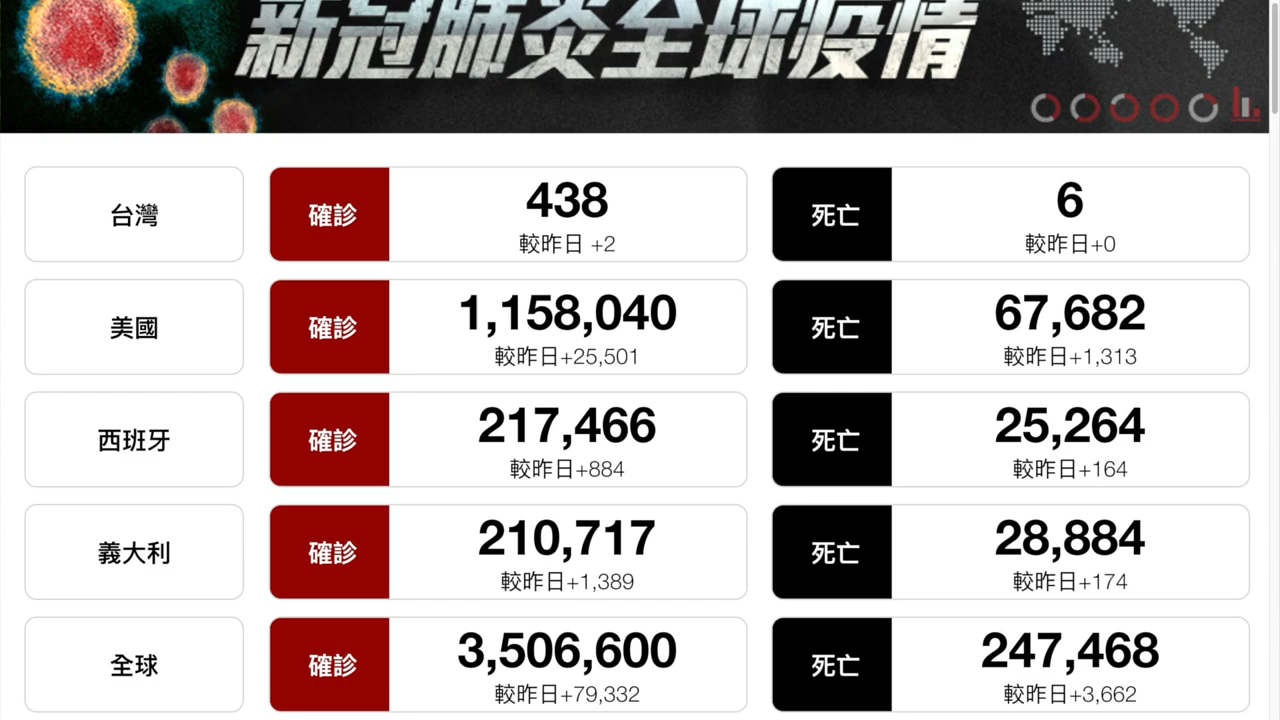 新冠肺炎全球疫情
台灣
確診
438
較昨日 +2
死亡
6
較昨日+0
美國
確診
1,158,040
較昨日+25,501
死亡
67,682
較昨日+1,313
西班牙
確診
217,466
較昨日+884
死亡
25,264
較昨日+164
義大利
確診
210,717
較昨日+1,389
死亡
28,884
較昨日+174
全球
確診
3,506,600
較昨日+79,332
死亡
247,468
較昨日+3,662